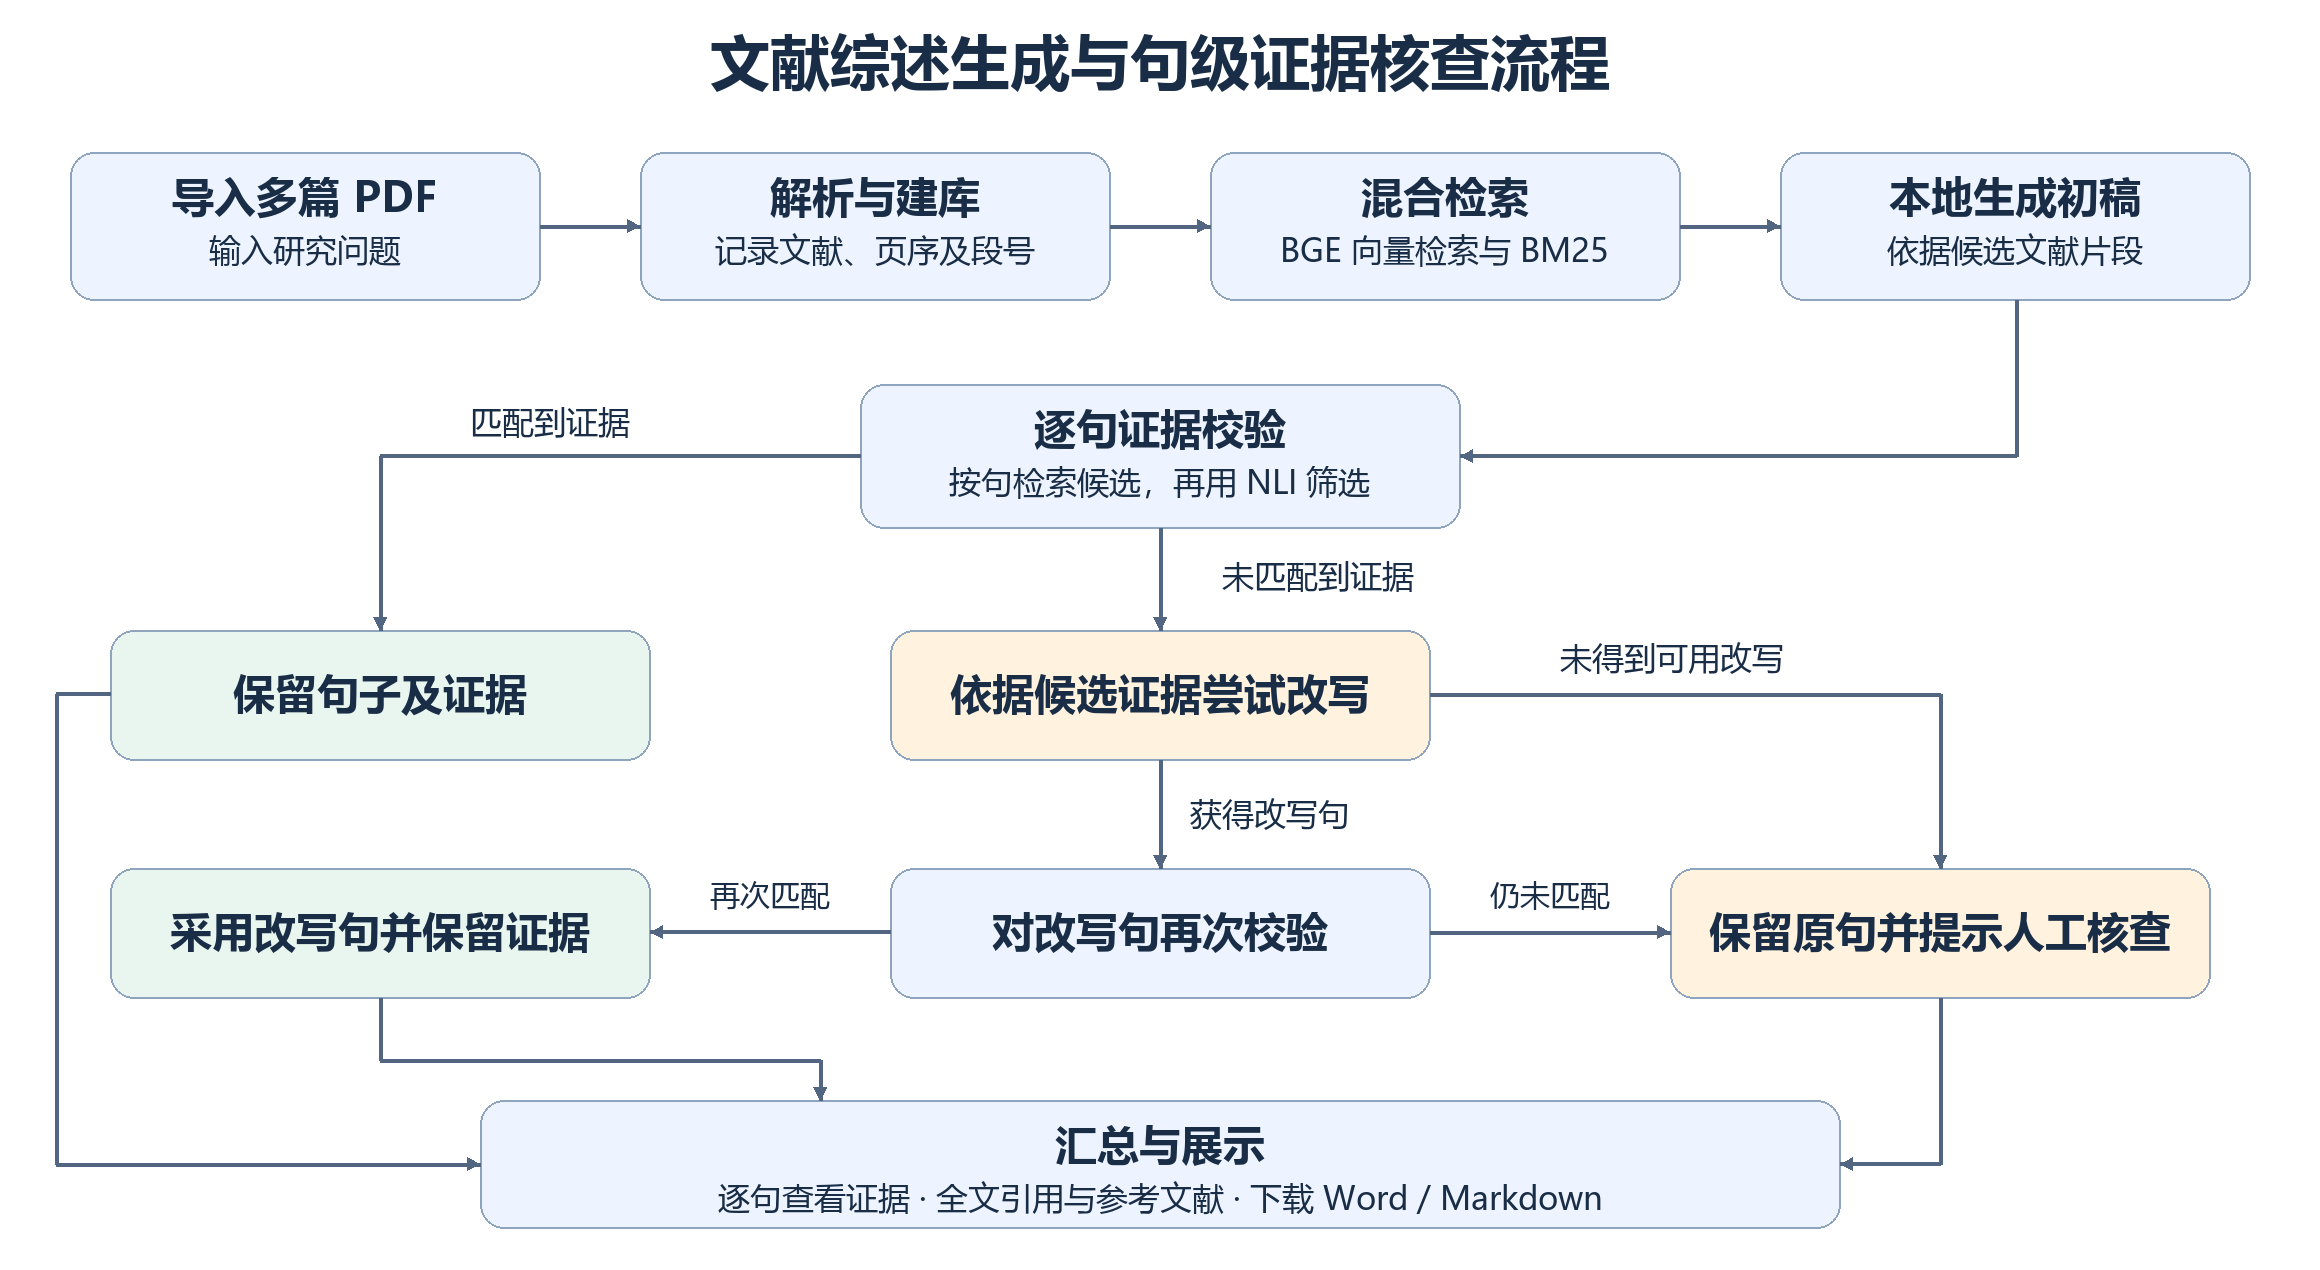 文献综述生成与句级证据核查流程
导入多篇 PDF
输入研究问题
解析与建库
记录文献、页序及段号
混合检索
BGE 向量检索与 BM25
本地生成初稿
依据候选文献片段
逐句证据校验
按句检索候选，再用 NLI 筛选
匹配到证据
未匹配到证据
保留句子及证据
依据候选证据尝试改写
未得到可用改写
获得改写句
采用改写句并保留证据
再次匹配
对改写句再次校验
仍未匹配
保留原句并提示人工核查
汇总与展示
逐句查看证据 · 全文引用与参考文献 · 下载 Word / Markdown